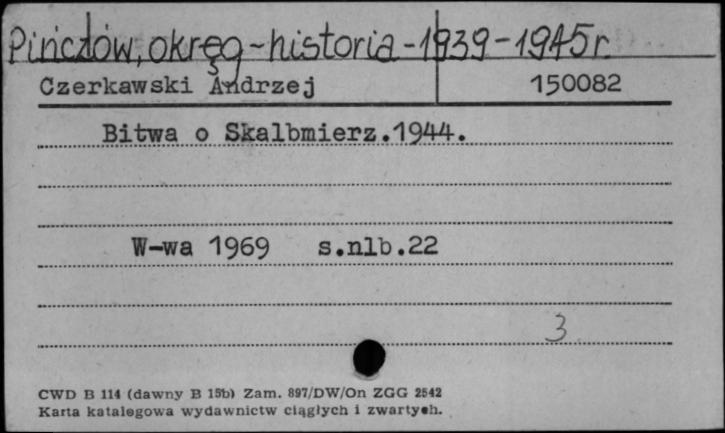 Pińczów, okręg - historia - 1939 - 1945 r.
Czerkawski Andrzej 150082
Bitwa o Skalbmierz.1944.
W-wa 1969 s.nlb.22
3
CWD B 114 (dawny B 15b) Zam. 897/DW/On ZGG 2542
Karta katalogowa wydawnictw ciągłych i zwartych.